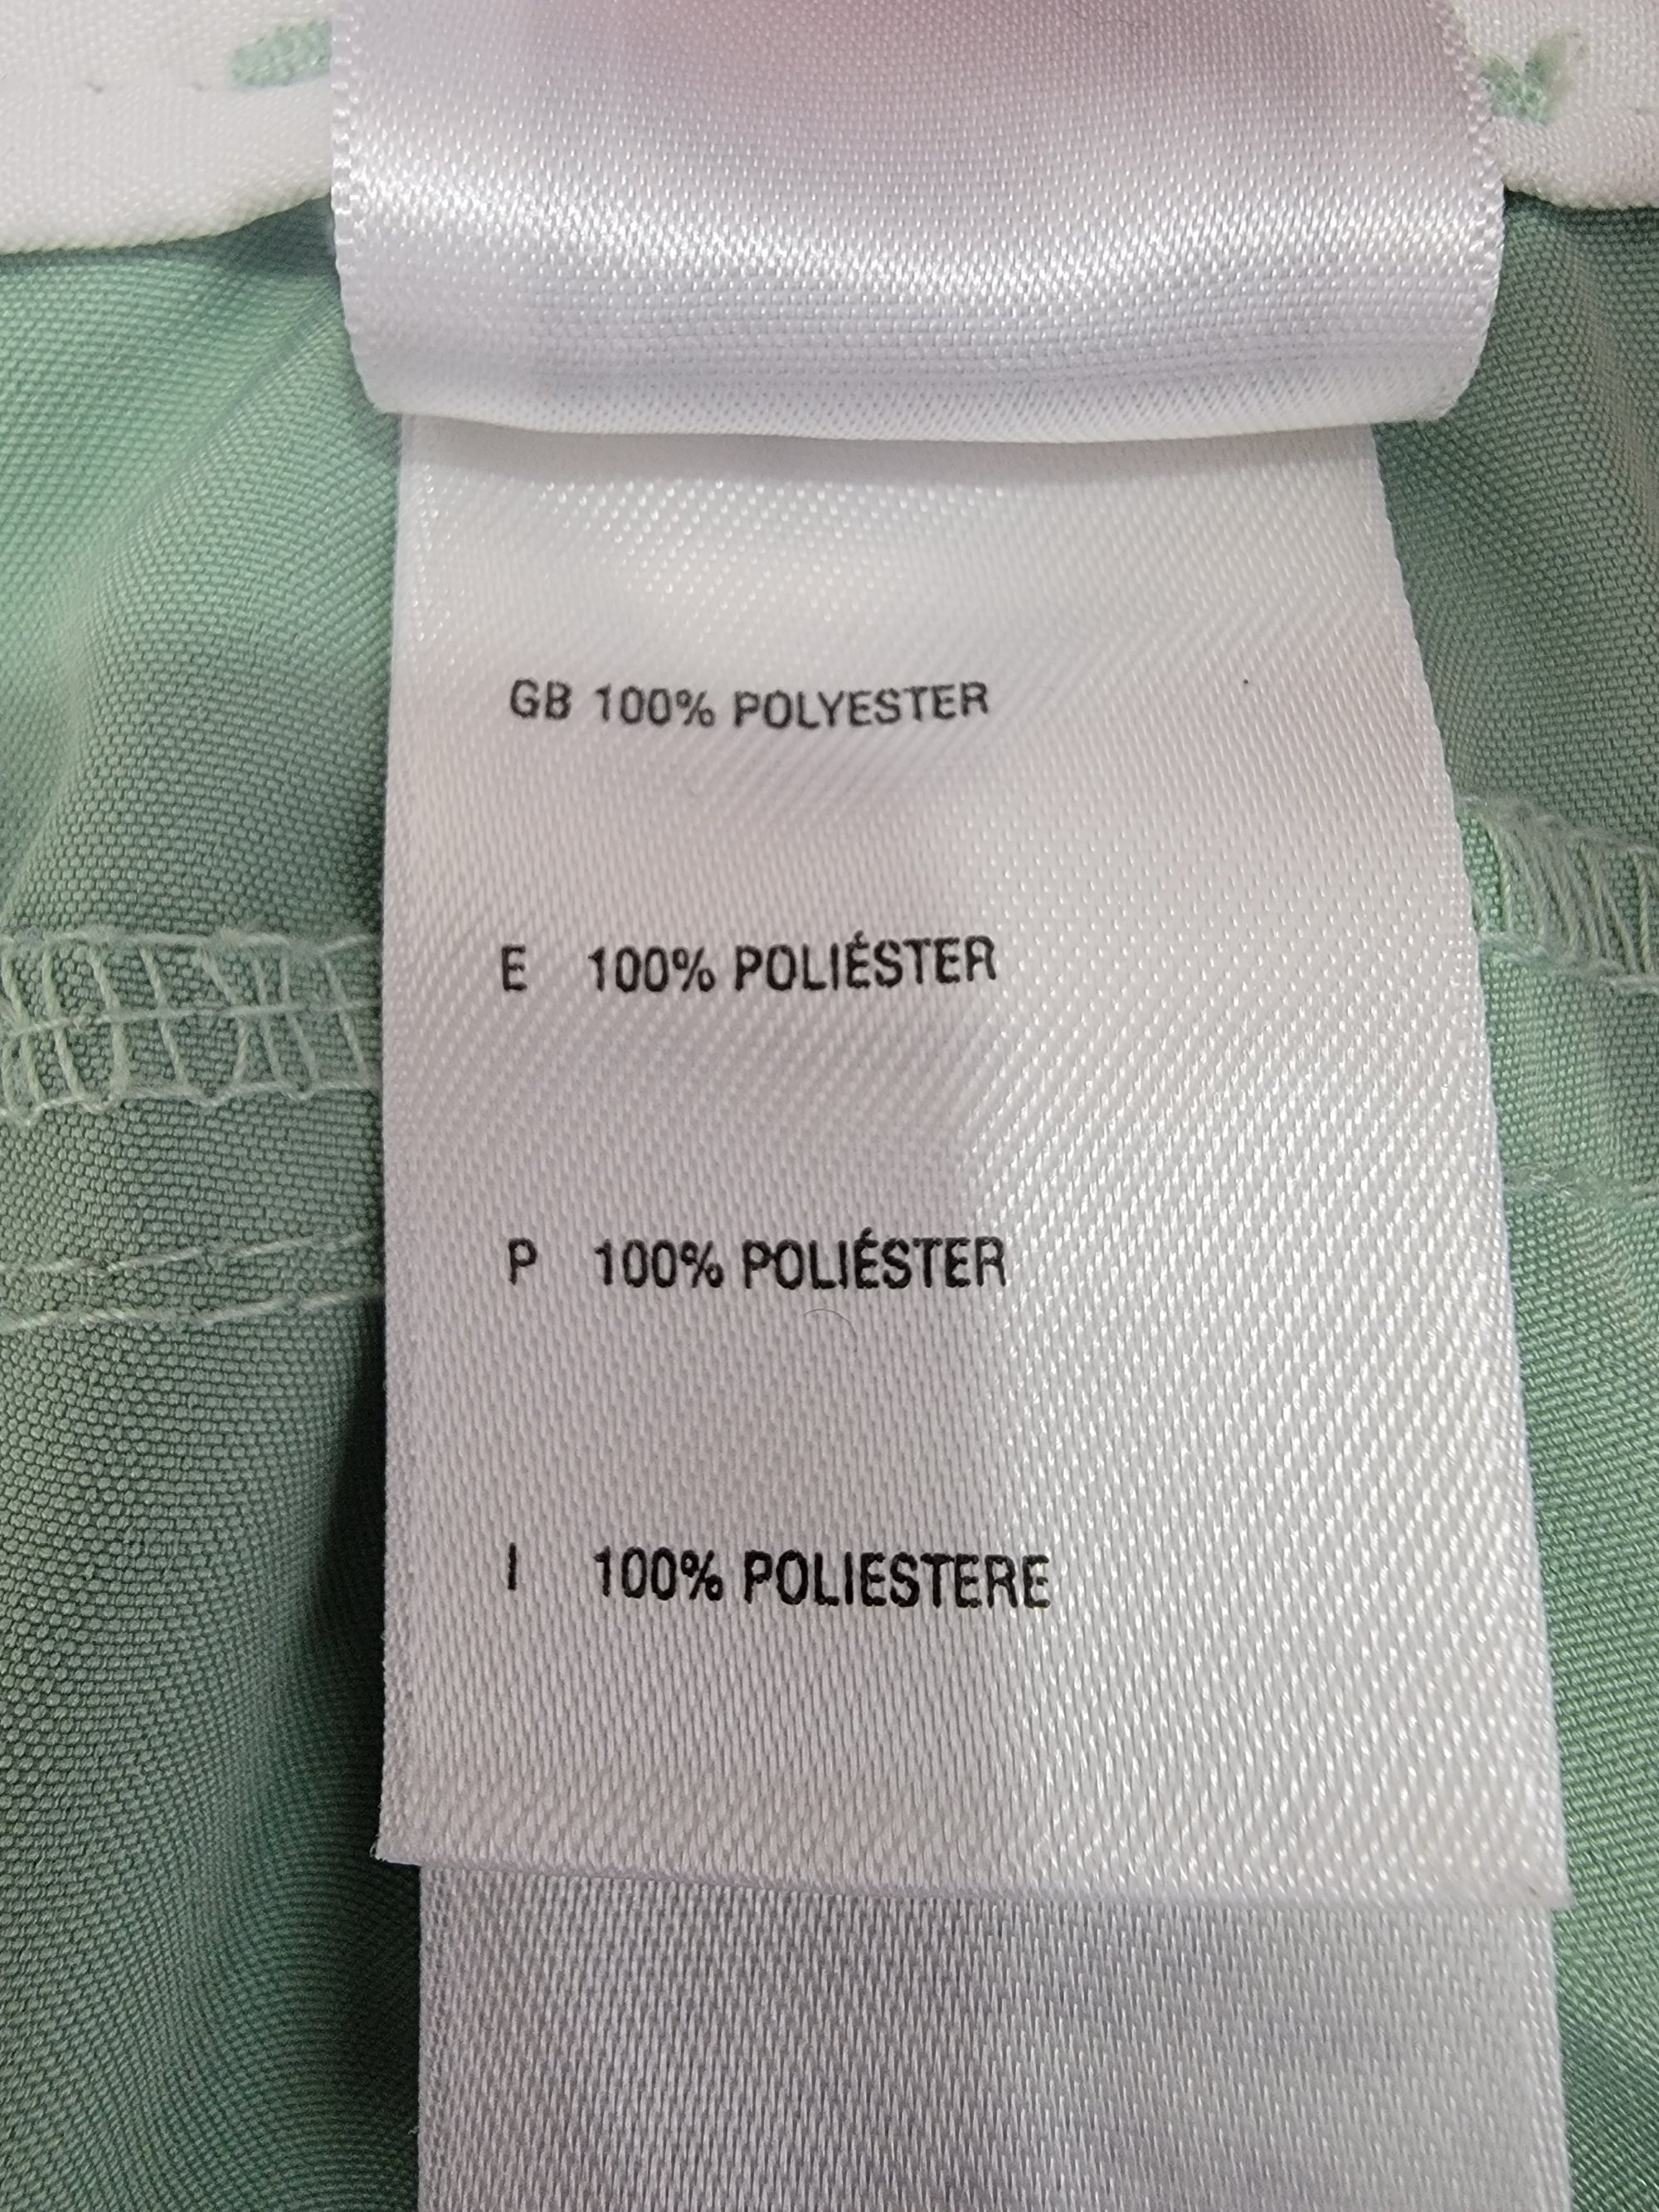 GB 100% POLYESTER
E 100% POLIÉSTER
P 100% POLIÉSTER
I 100% POLIESTERE